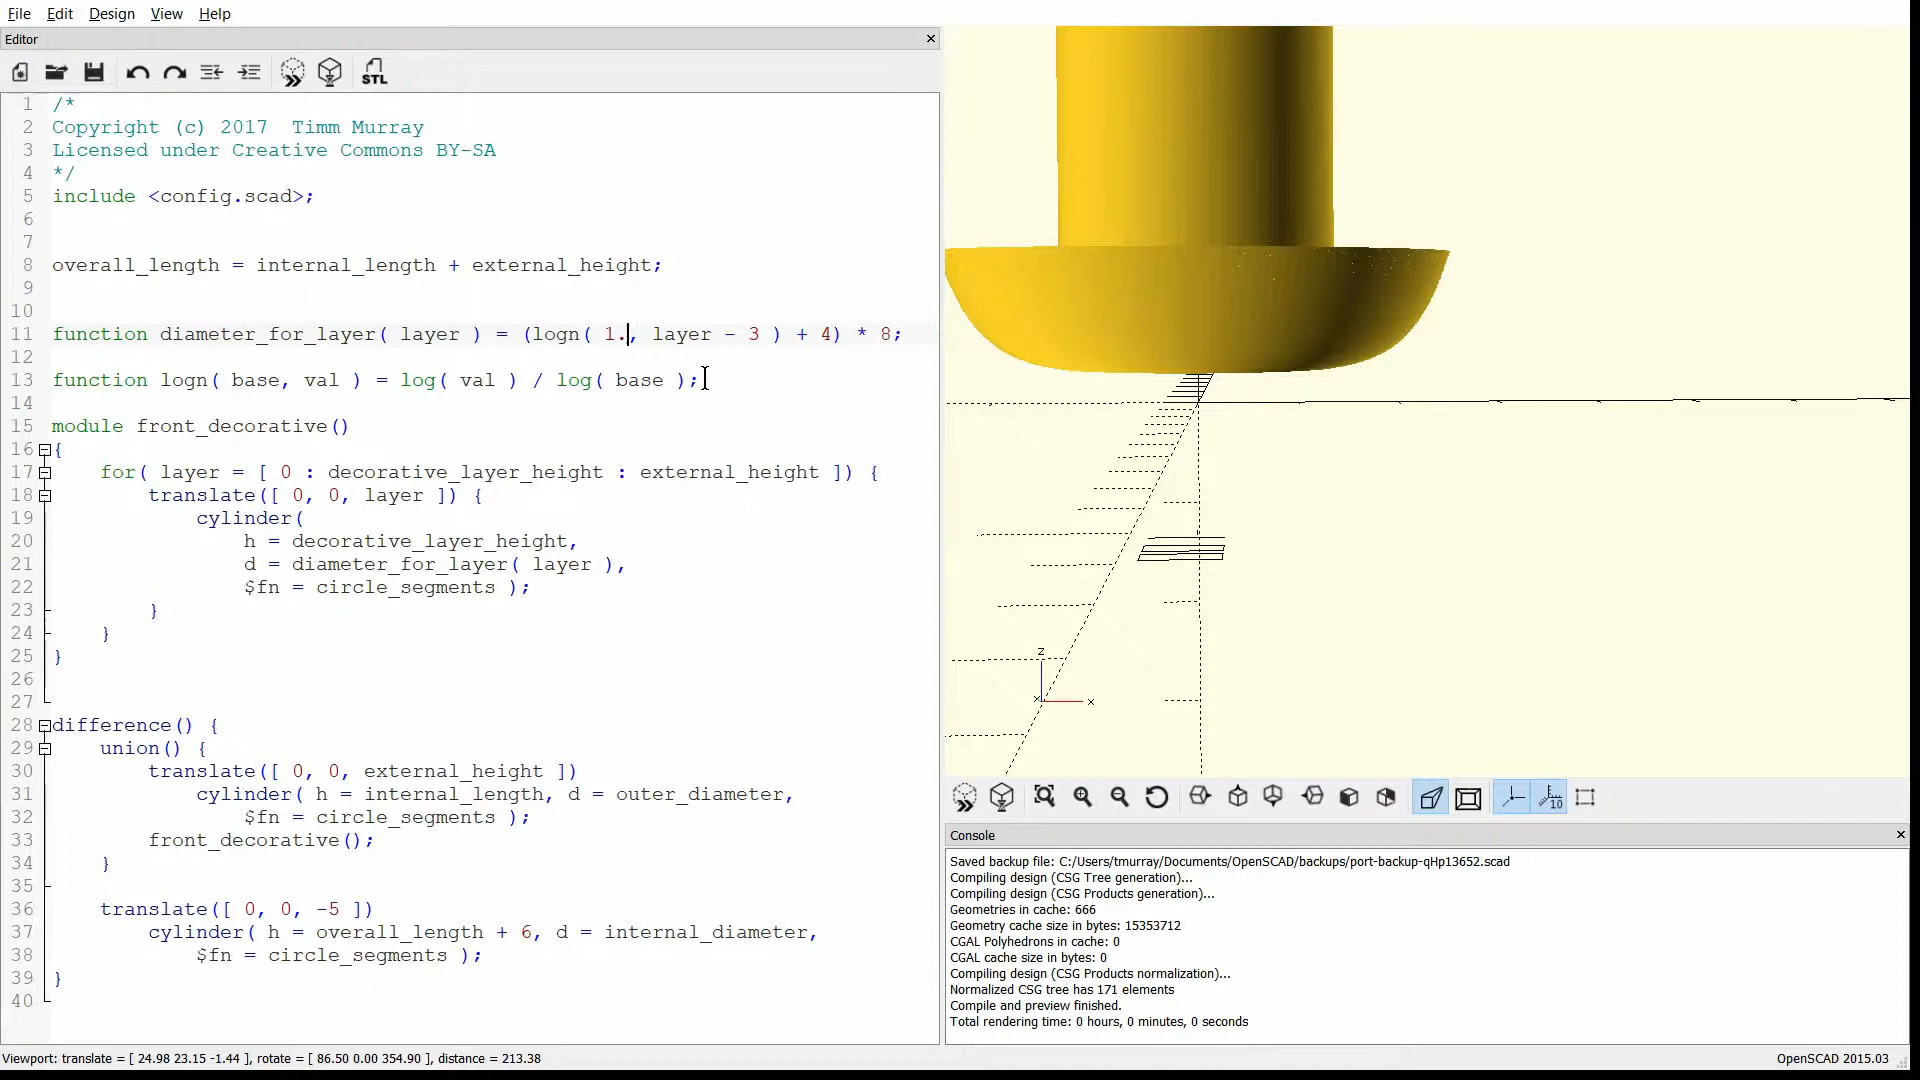 File Edit Design View Help
Editor
STL
1 /*
2 Copyright (c) 2017  Timm Murray
3 Licensed under Creative Commons BY-SA
4 */
5 include <config.scad>;
6
7
8 overall_length = internal_length + external_height;
9
10
11 function diameter_for_layer( layer ) = (logn( 1., layer - 3 ) + 4) * 8;
12
13 function logn( base, val ) = log( val ) / log( base );
14
15 module front_decorative()
16 {
17     for( layer = [ 0 : decorative_layer_height : external_height ]) {
18         translate([ 0, 0, layer ]) {
19             cylinder(
20                 h = decorative_layer_height,
21                 d = diameter_for_layer( layer ),
22                 $fn = circle_segments );
23         }
24     }
25 }
26
27
28 difference() {
29     union() {
30         translate([ 0, 0, external_height ])
31             cylinder( h = internal_length, d = outer_diameter,
32                 $fn = circle_segments );
33         front_decorative();
34     }
35
36     translate([ 0, 0, -5 ])
37         cylinder( h = overall_length + 6, d = internal_diameter,
38             $fn = circle_segments );
39 }
40
z
x
10
Console
Saved backup file: C:/Users/tmurray/Documents/OpenSCAD/backups/port-backup-qHp13652.scad
Compiling design (CSG Tree generation)...
Compiling design (CSG Products generation)...
Geometries in cache: 666
Geometry cache size in bytes: 15353712
CGAL Polyhedrons in cache: 0
CGAL cache size in bytes: 0
Compiling design (CSG Products normalization)...
Normalized CSG tree has 171 elements
Compile and preview finished.
Total rendering time: 0 hours, 0 minutes, 0 seconds
Viewport: translate = [ 24.98 23.15 -1.44 ], rotate = [ 86.50 0.00 354.90 ], distance = 213.38
OpenSCAD 2015.03